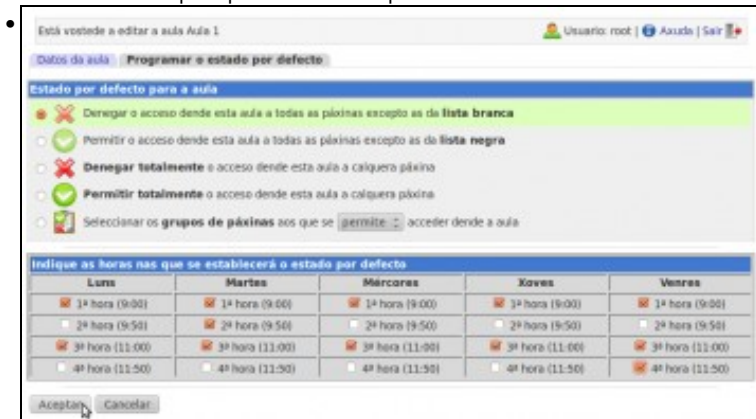 Está vostede a editar a aula Aula 1
Usuario: root | Axuda | Sair
Datos da aula
Programar o estado por defecto
Estado por defecto para a aula
Denegar o acceso dende esta aula a todas as páxinas excepto as da lista branca
Permitir o acceso dende esta aula a todas as páxinas excepto as da lista negra
Denegar totalmente o acceso dende esta aula a calquera páxina
Permitir totalmente o acceso dende esta aula a calquera páxina
Seleccionar os grupos de páxinas aos que se permite acceder dende a aula
Indique as horas nas que se establecerá o estado por defecto
Luns Martes Mércores Xoves Venres
1ª hora (9:00) 1ª hora (9:00) 1ª hora (9:00) 1ª hora (9:00) 1ª hora (9:00)
2ª hora (9:50) 2ª hora (9:50) 2ª hora (9:50) 2ª hora (9:50) 2ª hora (9:50)
3ª hora (11:00) 3ª hora (11:00) 3ª hora (11:00) 3ª hora (11:00) 3ª hora (11:00)
4ª hora (11:50) 4ª hora (11:50) 4ª hora (11:50) 4ª hora (11:50) 4ª hora (11:50)
Aceptar Cancelar